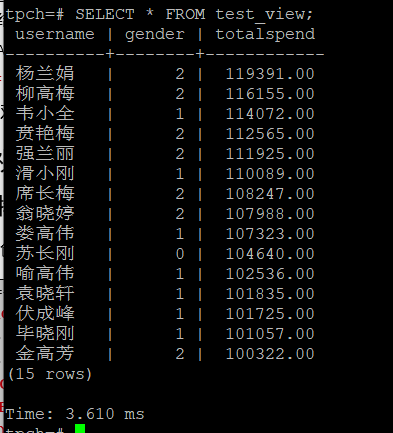 tpch=# SELECT * FROM test_view;
username | gender | totalspend
----------+--------+------------
杨兰娟 | 2 | 119391.00
柳高梅 | 2 | 116155.00
韦小全 | 1 | 114072.00
贲艳梅 | 2 | 112565.00
强兰丽 | 2 | 111925.00
滑小刚 | 1 | 110089.00
席长梅 | 2 | 108247.00
翁晓婷 | 2 | 107988.00
娄高伟 | 1 | 107323.00
苏长刚 | 0 | 104640.00
喻高伟 | 1 | 102536.00
袁晓轩 | 1 | 101835.00
伏成峰 | 1 | 101725.00
毕晓刚 | 1 | 101057.00
金高芳 | 2 | 100322.00
(15 rows)
Time: 3.610 ms
tpch=#